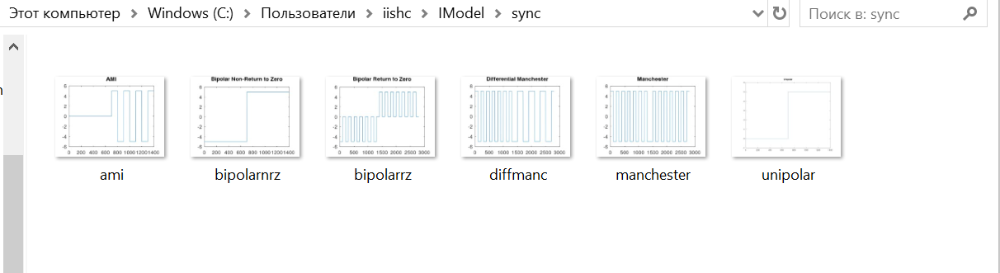 Этот компьютер > Windows (C:) > Пользователи > iishc > IModel > sync
Поиск в: sync
AMI
6
4
2
0
-2
-4
-6
0 200 400 600 800 1000 1200 1400
ami
Bipolar Non-Return to Zero
6
4
2
0
-2
-4
-6
0 200 400 600 800 1000 1200 1400
bipolarnrz
Bipolar Return to Zero
6
4
2
0
-2
-4
-6
0 500 1000 1500 2000 2500 3000
bipolarrz
Differential Manchester
6
4
2
0
-2
-4
-6
0 500 1000 1500 2000 2500 3000
diffmanc
Manchester
6
4
2
0
-2
-4
-6
0 500 1000 1500 2000 2500 3000
manchester
unipolar